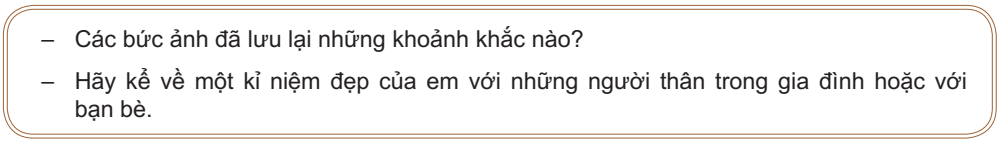 – Các bức ảnh đã lưu lại những khoảnh khắc nào?
– Hãy kể về một kỉ niệm đẹp của em với những người thân trong gia đình hoặc với
bạn bè.